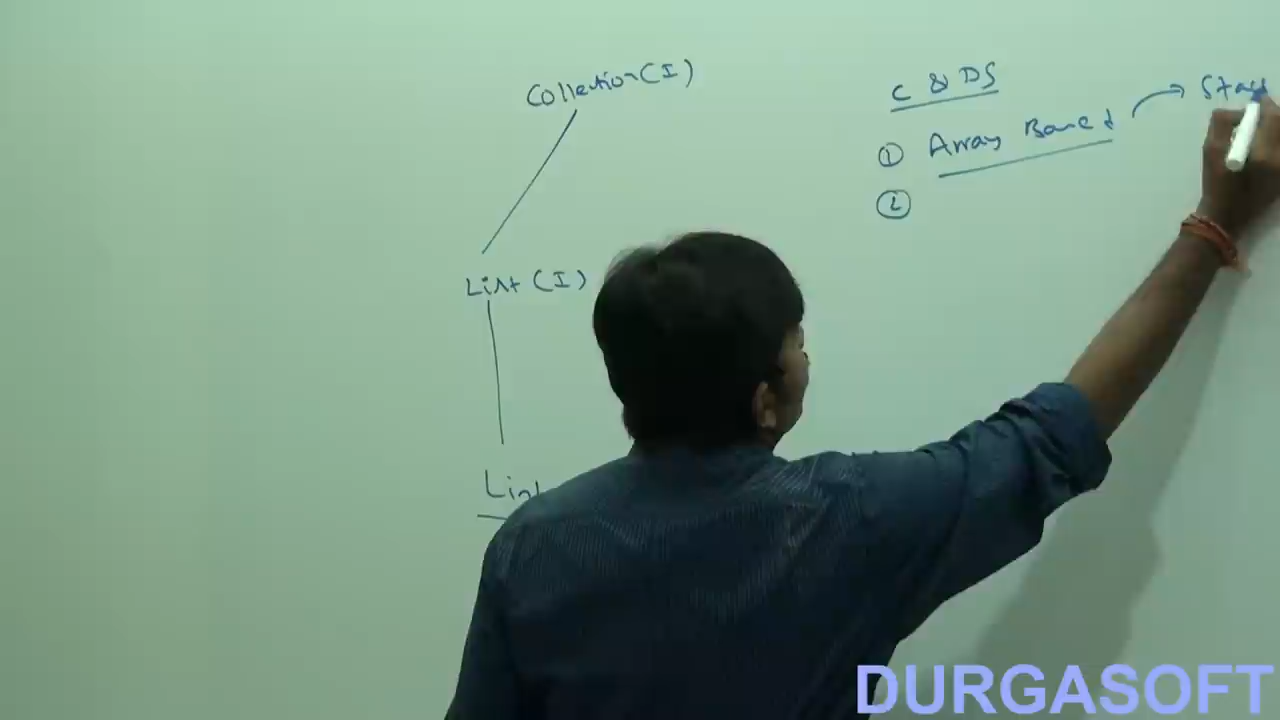 Collection(I)
List (I)
C & DS
① Array Based
②
DURGASOFT